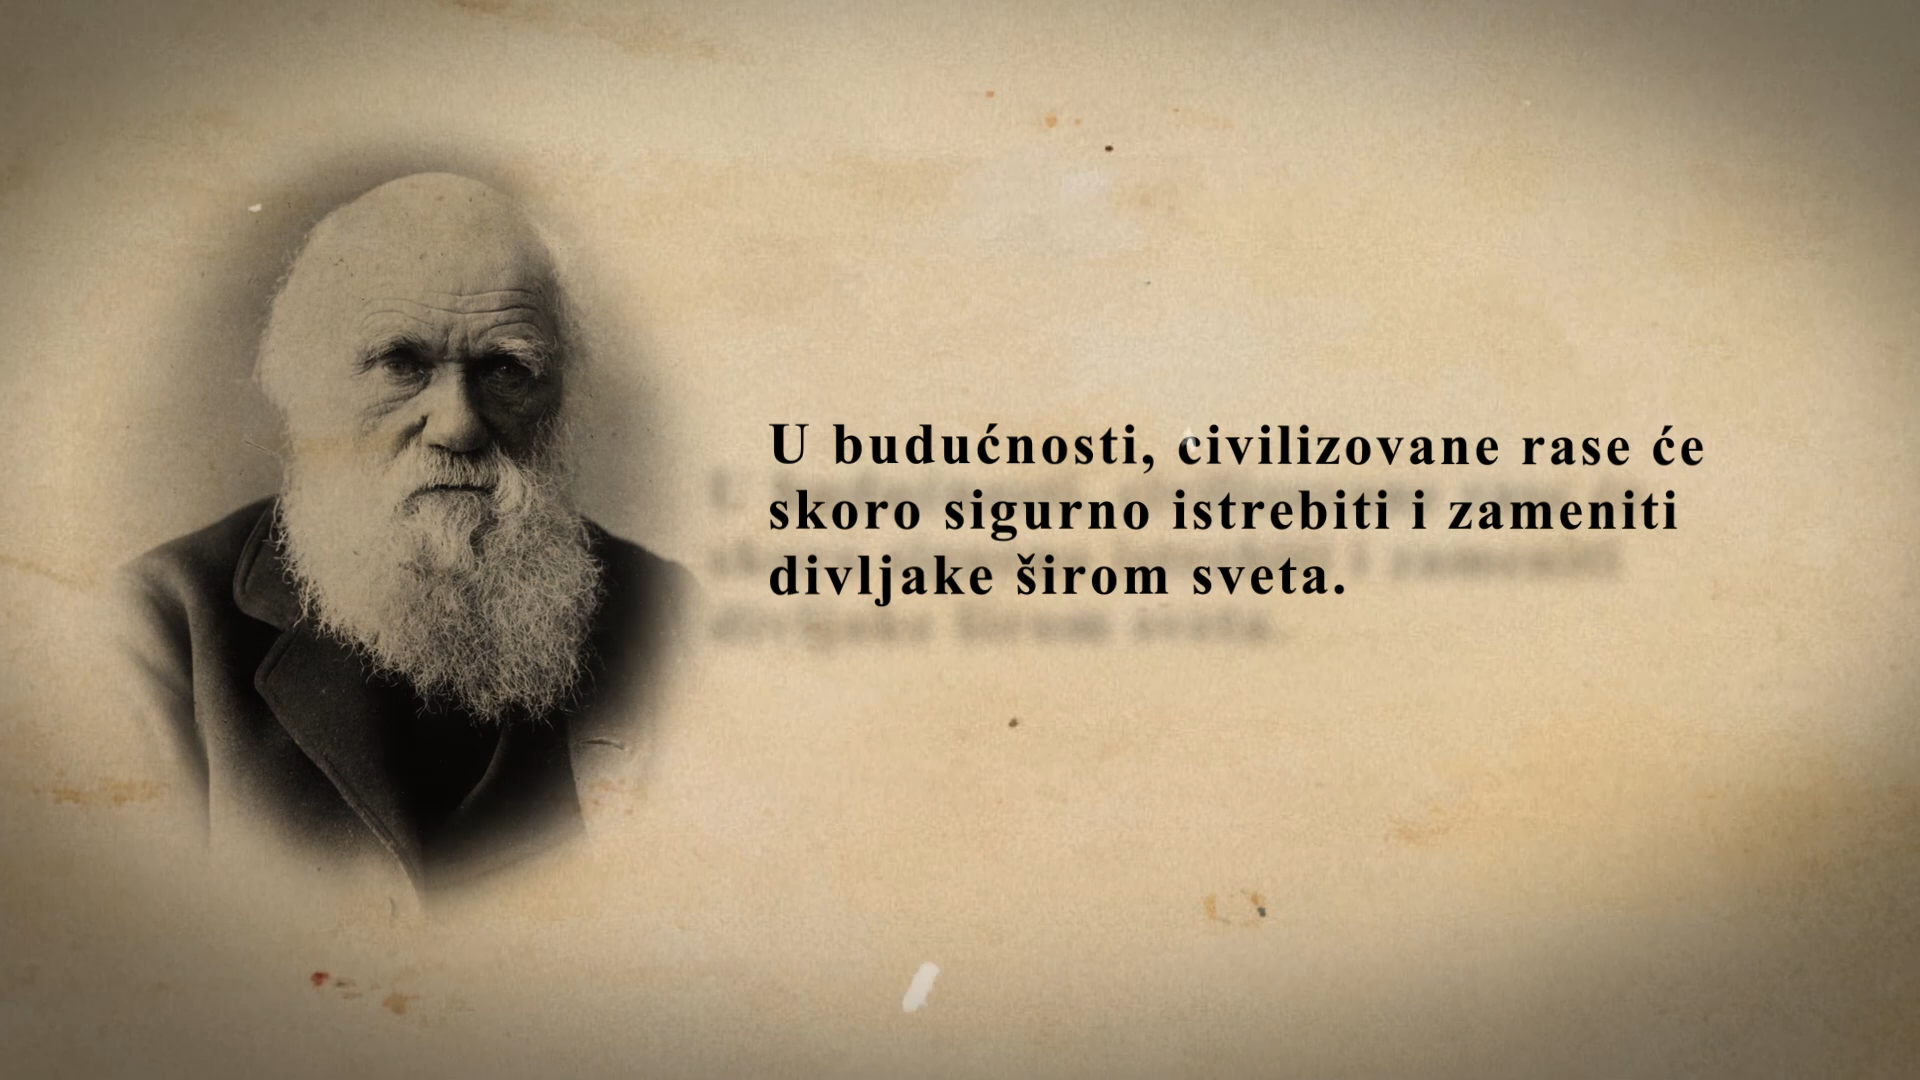 U budućnosti, civilizovane rase će
skoro sigurno istrebiti i zameniti
divljake širom sveta.